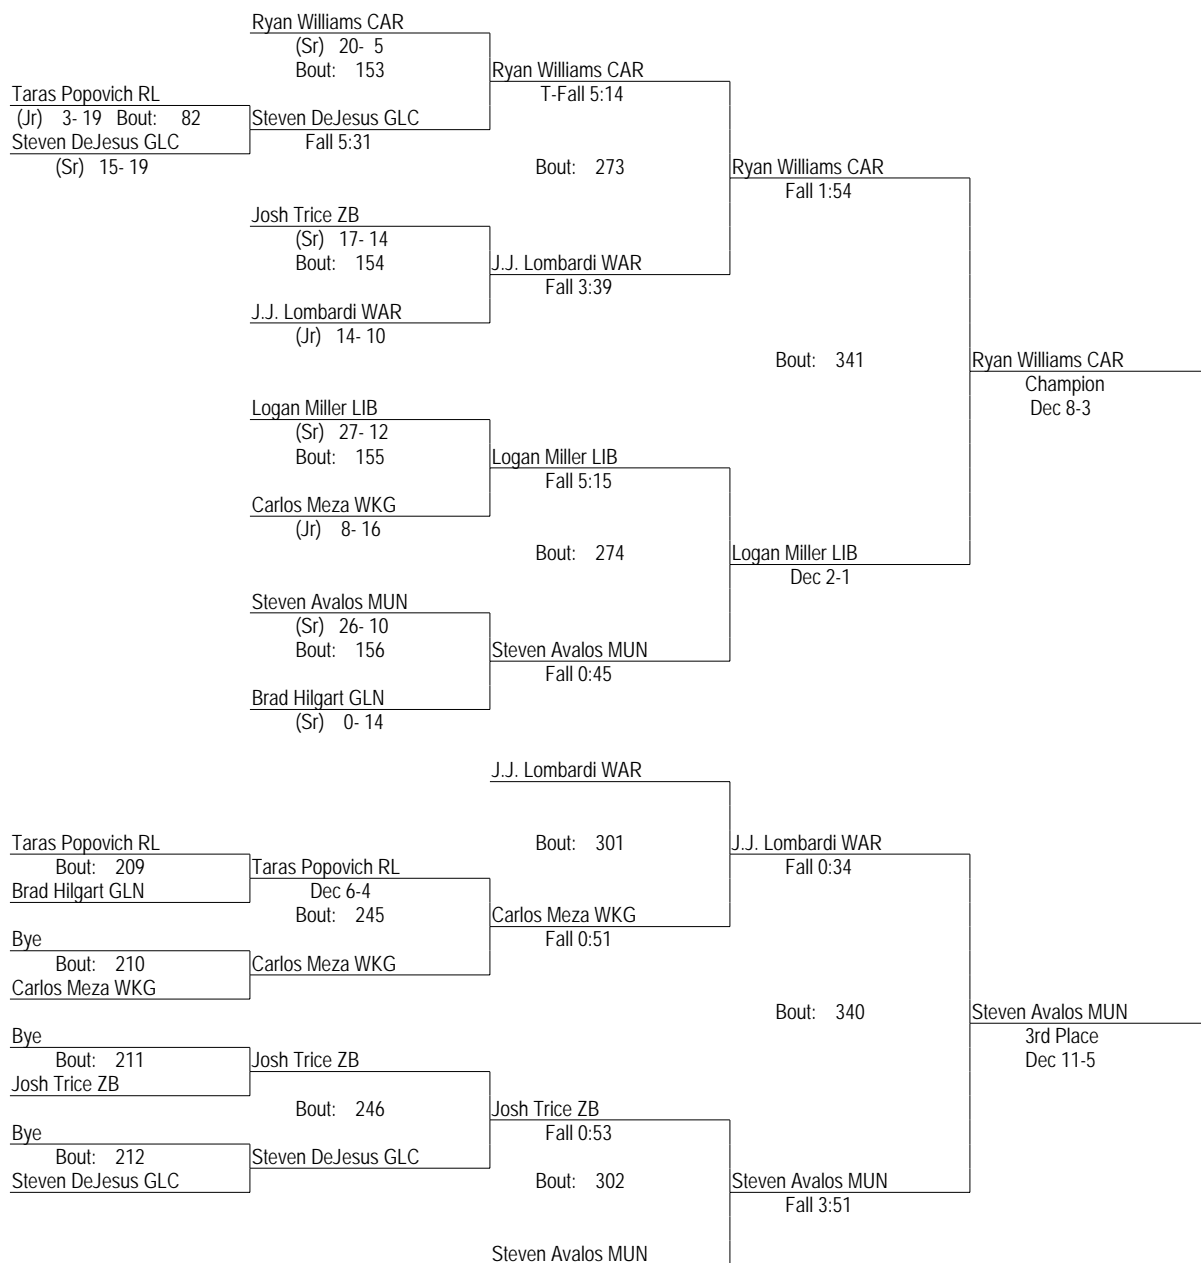 Ryan Williams CAR
(Sr) 20- 5
Bout: 153
Ryan Williams CAR
T-Fall 5:14
Taras Popovich RL
(Jr) 3- 19 Bout: 82
Steven DeJesus GLC
Fall 5:31
Steven DeJesus GLC
(Sr) 15- 19
Bout: 273
Ryan Williams CAR
Fall 1:54
Josh Trice ZB
(Sr) 17- 14
Bout: 154
J.J. Lombardi WAR
Fall 3:39
J.J. Lombardi WAR
(Jr) 14- 10
Bout: 341
Ryan Williams CAR
Champion
Dec 8-3
Logan Miller LIB
(Sr) 27- 12
Bout: 155
Logan Miller LIB
Fall 5:15
Carlos Meza WKG
(Jr) 8- 16
Bout: 274
Logan Miller LIB
Dec 2-1
Steven Avalos MUN
(Sr) 26- 10
Bout: 156
Steven Avalos MUN
Fall 0:45
Brad Hilgart GLN
(Sr) 0- 14
J.J. Lombardi WAR
Taras Popovich RL
Bout: 209
Brad Hilgart GLN
Taras Popovich RL
Dec 6-4
Bout: 245
Bout: 301
J.J. Lombardi WAR
Fall 0:34
Carlos Meza WKG
Fall 0:51
Bye
Bout: 210
Carlos Meza WKG
Carlos Meza WKG
Bout: 340
Steven Avalos MUN
3rd Place
Dec 11-5
Bye
Bout: 211
Josh Trice ZB
Josh Trice ZB
Bout: 246
Josh Trice ZB
Fall 0:53
Bye
Bout: 212
Steven DeJesus GLC
Steven DeJesus GLC
Bout: 302
Steven Avalos MUN
Fall 3:51
Steven Avalos MUN